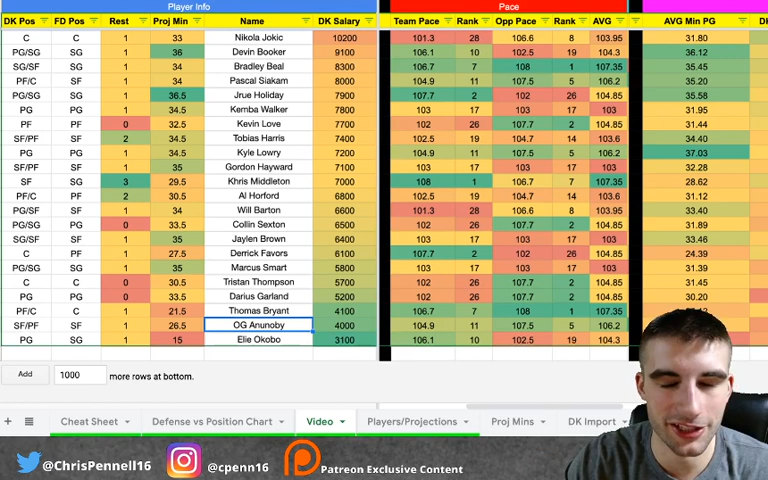 Player Info Pace
DK Pos FD Pos Rest Proj Min Name DK Salary Team Pace Rank Opp Pace Rank AVG AVG Min PG DK
C C 1 33 Nikola Jokic 10200 101.3 28 106.6 8 103.95 31.80
PG/SG SG 1 36 Devin Booker 9100 106.1 10 102.5 19 104.3 36.12
SG/SF SG 1 34 Bradley Beal 8300 106.7 7 108 1 107.35 35.45
PF/C SF 1 34 Pascal Siakam 8000 104.9 11 107.5 5 106.2 35.20
PG/SG SG 1 36.5 Jrue Holiday 7900 107.7 2 102 26 104.85 35.58
PG PG 1 34.5 Kemba Walker 7800 103 17 103 17 103 31.95
PF PF 0 32.5 Kevin Love 7700 102 26 107.7 2 104.85 31.44
SF/PF SF 2 34.5 Tobias Harris 7400 102.5 19 104.7 14 103.6 34.40
PG PG 1 34.5 Kyle Lowry 7200 104.9 11 107.5 5 106.2 37.03
SF/PF SF 1 35 Gordon Hayward 7100 103 17 103 17 103 32.28
SF SG 3 29.5 Khris Middleton 7000 108 1 106.7 7 107.35 28.62
PF/C SF 2 30.5 Al Horford 6800 102.5 19 104.7 14 103.6 31.12
PG/SF SG 1 34 Will Barton 6600 101.3 28 106.6 8 103.95 33.40
PG/SG SG 0 33.5 Collin Sexton 6500 102 26 107.7 2 104.85 31.89
SG/SF SG 1 35 Jaylen Brown 6400 103 17 103 17 103 33.46
C PF 1 27.5 Derrick Favors 6100 107.7 2 102 26 104.85 24.39
PG/SG SG 1 35 Marcus Smart 5800 103 17 103 17 103 31.39
C C 0 30.5 Tristan Thompson 5700 102 26 107.7 2 104.85 31.45
PG PG 0 33.5 Darius Garland 5200 102 26 107.7 2 104.85 30.20
PF/C C 1 21.5 Thomas Bryant 4100 106.7 7 108 1 107.35
SF/PF SF 1 26.5 OG Anunoby 4000 104.9 11 107.5 5 106.2
PG SG 1 15 Elie Okobo 3100 106.1 10 102.5 19 104.3
Add 1000 more rows at bottom.
+ Cheat Sheet Defense vs Position Chart Video Players/Projections Proj Mins DK Import
@ChrisPennell16 @cpenn16 Patreon Exclusive Content